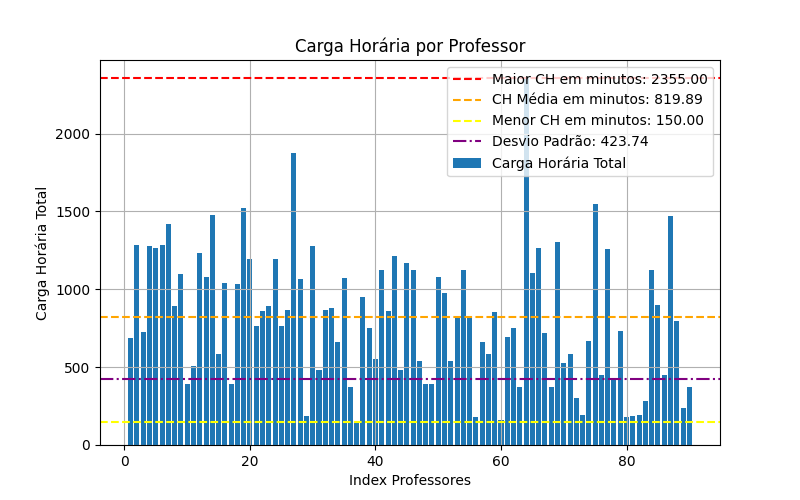 Carga Horária por Professor
Maior CH em minutos: 2355.00
CH Média em minutos: 819.89
Menor CH em minutos: 150.00
Desvio Padrão: 423.74
Carga Horária Total
Carga Horária Total
2000
1500
1000
500
0
0 20 40 60 80
Index Professores